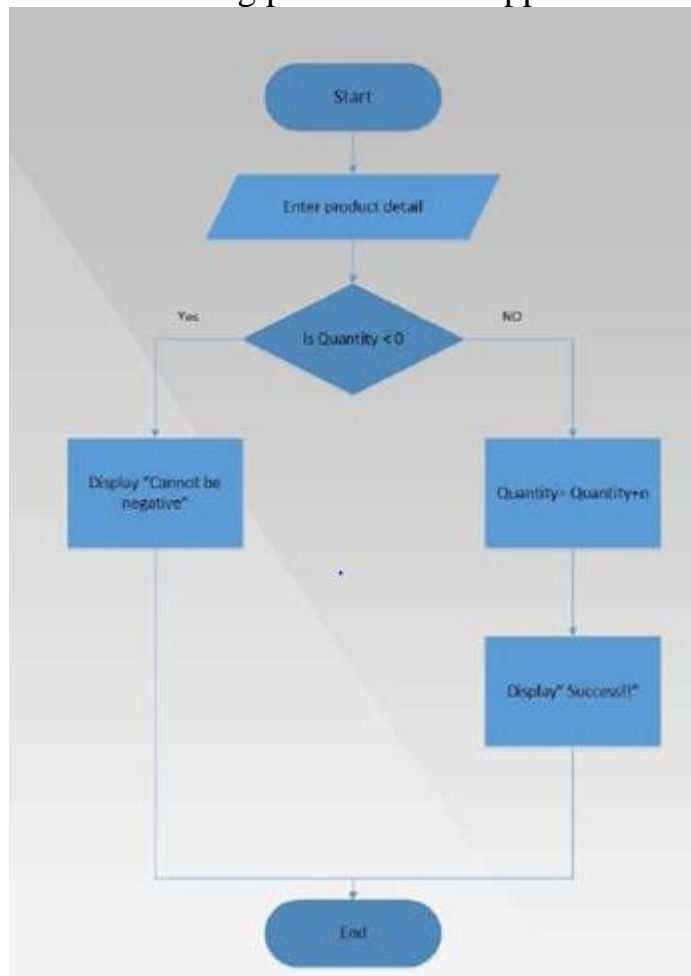 Start
Enter product detail
Is Quantity < 0
Yes
NO
Display "Cannot be
negative"
Quantity= Quantity+n
Display" Success!!"
End